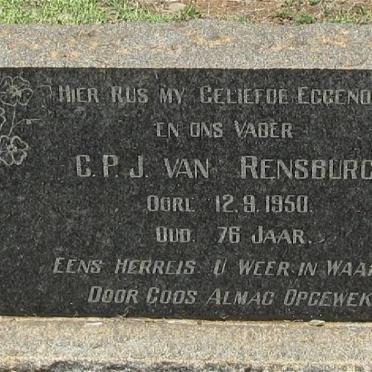 HIER RUS MY GELIEFDE EGGENO
EN ONS VADER
C.P.J. VAN RENSBURG
OORL. 12.9.1950.
OUD. 76 JAAR.
EENS HERREIS U WEER IN WAAR
DOOR GODS ALMAG OPGEWEK